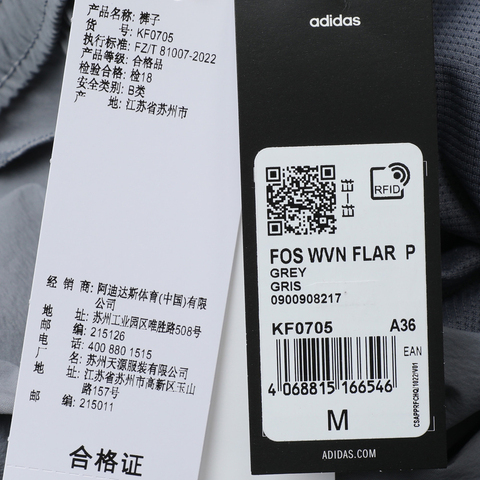 产品名称: 裤子
货 号: KF0705
执行标准: FZ/T 81007-2022
产品等级: 合格品
检验合格: 检18
安全类别: B类
产 地: 江苏省苏州市
经 销 商: 阿迪达斯体育(中国)有限
公司
地 址: 苏州工业园区唯胜路508号
邮 编: 215126
电 话: 400 880 1515
厂 名: 苏州天源服装有限公司
地 址: 江苏省苏州市高新区玉山
路157号
邮 编: 215011
合格证
adidas
RFID
FOS WVN FLAR P
GREY
GRIS
0900908217
KF0705 A36
EAN
4 068815 166546
M
ADIDAS.COM